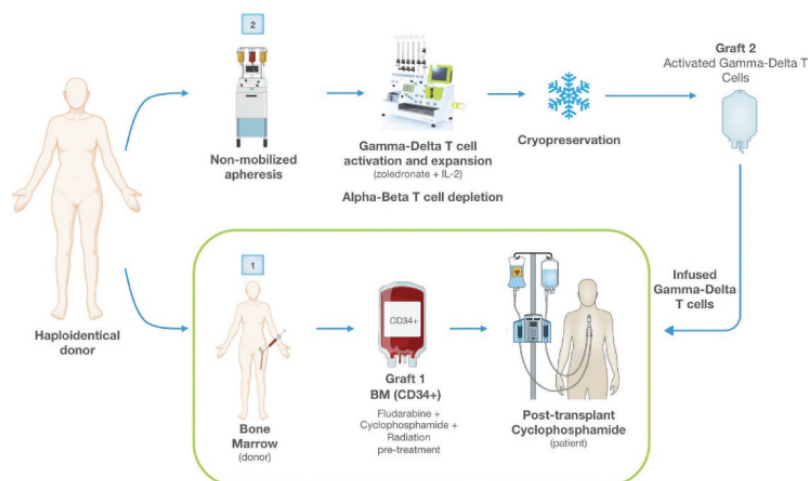 2
Non-mobilized
apheresis
Gamma-Delta T cell
activation and expansion
(zoledronate + IL-2)
Alpha-Beta T cell depletion
Cryopreservation
Graft 2
Activated Gamma-Delta T
Cells
Haploidentical
donor
1
Bone
Marrow
(donor)
CD34+
Graft 1
BM (CD34+)
Fludarabine +
Cyclophosphamide +
Radiation
pre-treatment
Post-transplant
Cyclophosphamide
(patient)
Infused
Gamma-Delta
T cells